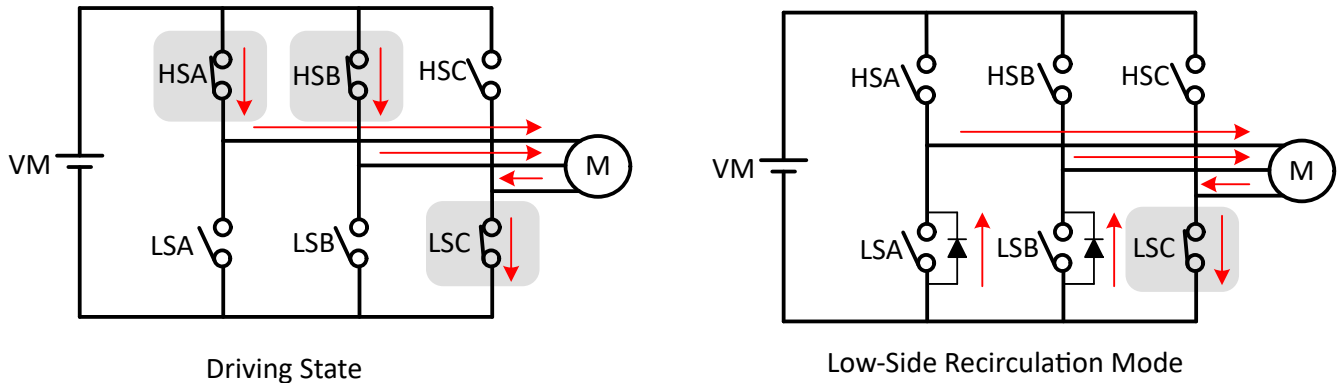 HSA
HSB
HSC
VM
M
LSA
LSB
LSC
Driving State
HSA
HSB
HSC
VM
M
LSA
LSB
LSC
Low-Side Recirculation Mode